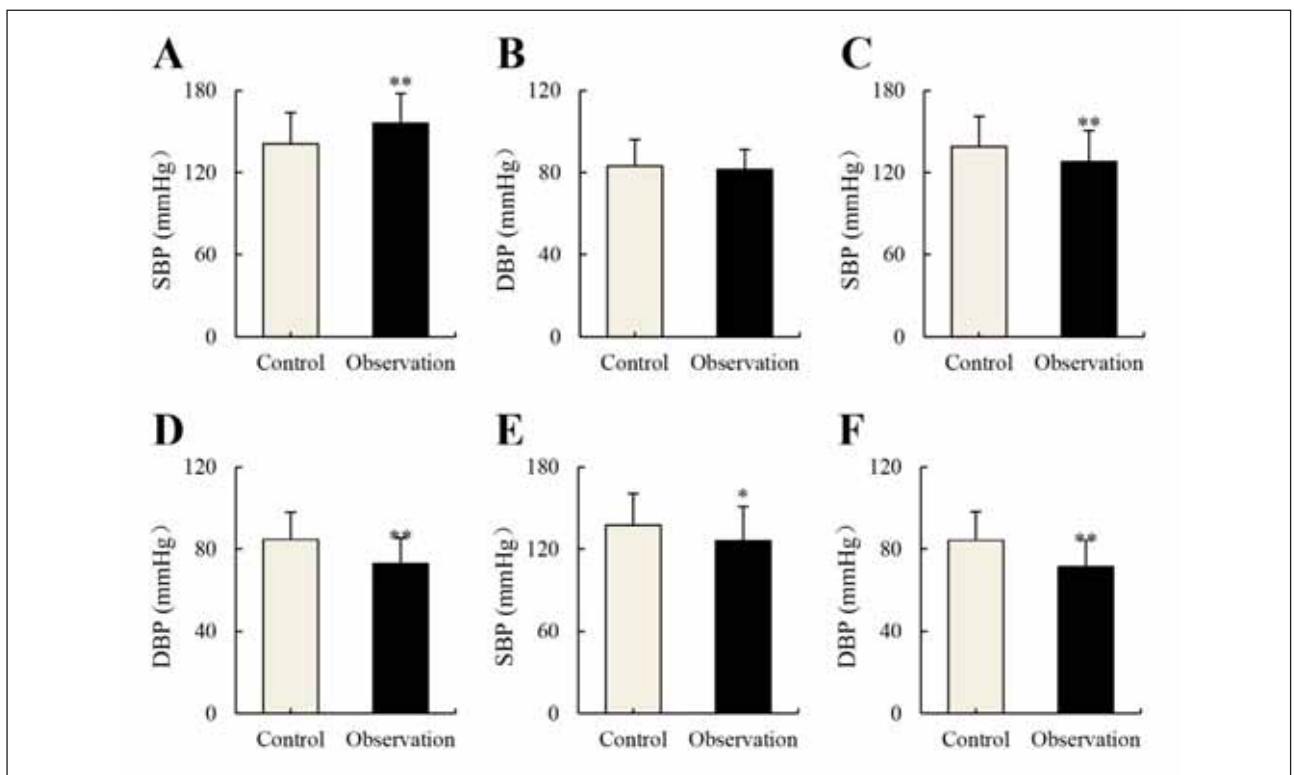 A
B
C
180
120
60
0
SBP (mmHg)
**
Control Observation
120
80
40
0
DBP (mmHg)
Control Observation
180
120
60
0
SBP (mmHg)
**
Control Observation
D
E
F
120
80
40
0
DBP (mmHg)
**
Control Observation
180
120
60
0
SBP (mmHg)
*
Control Observation
120
80
40
0
DBP (mmHg)
**
Control Observation